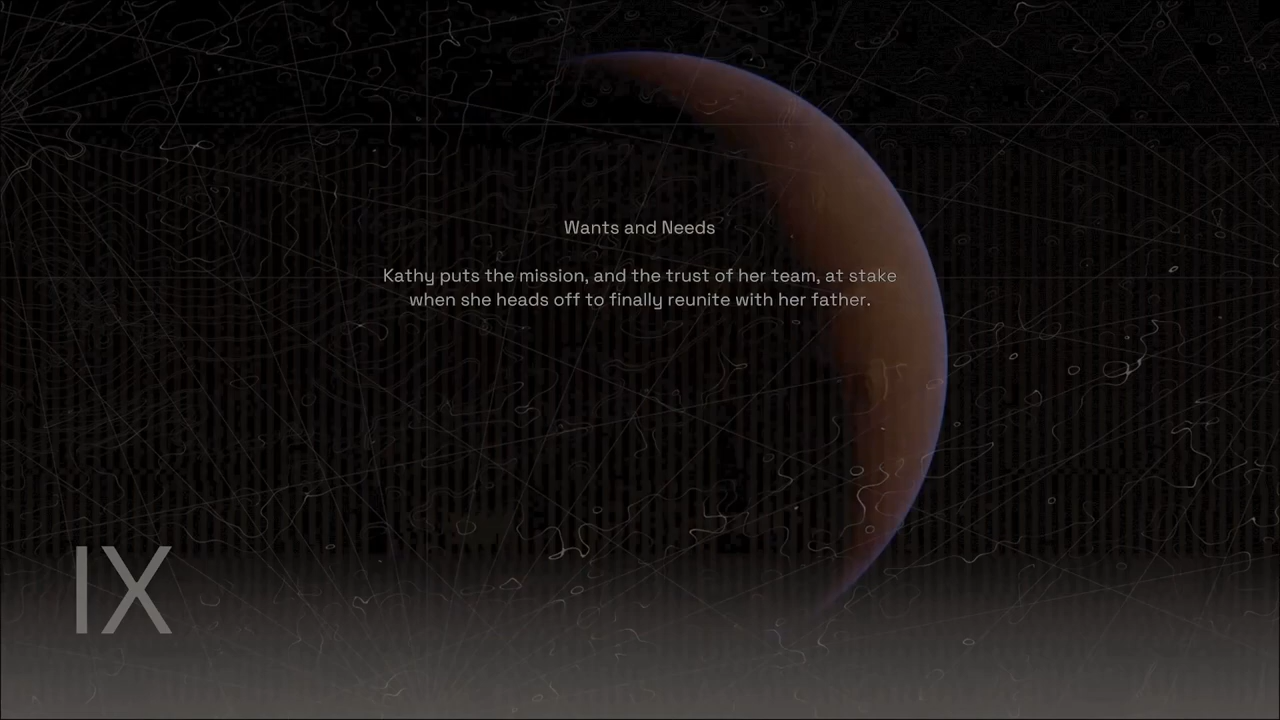 Wants and Needs
Kathy puts the mission, and the trust of her team, at stake
when she heads off to finally reunite with her father.
IX